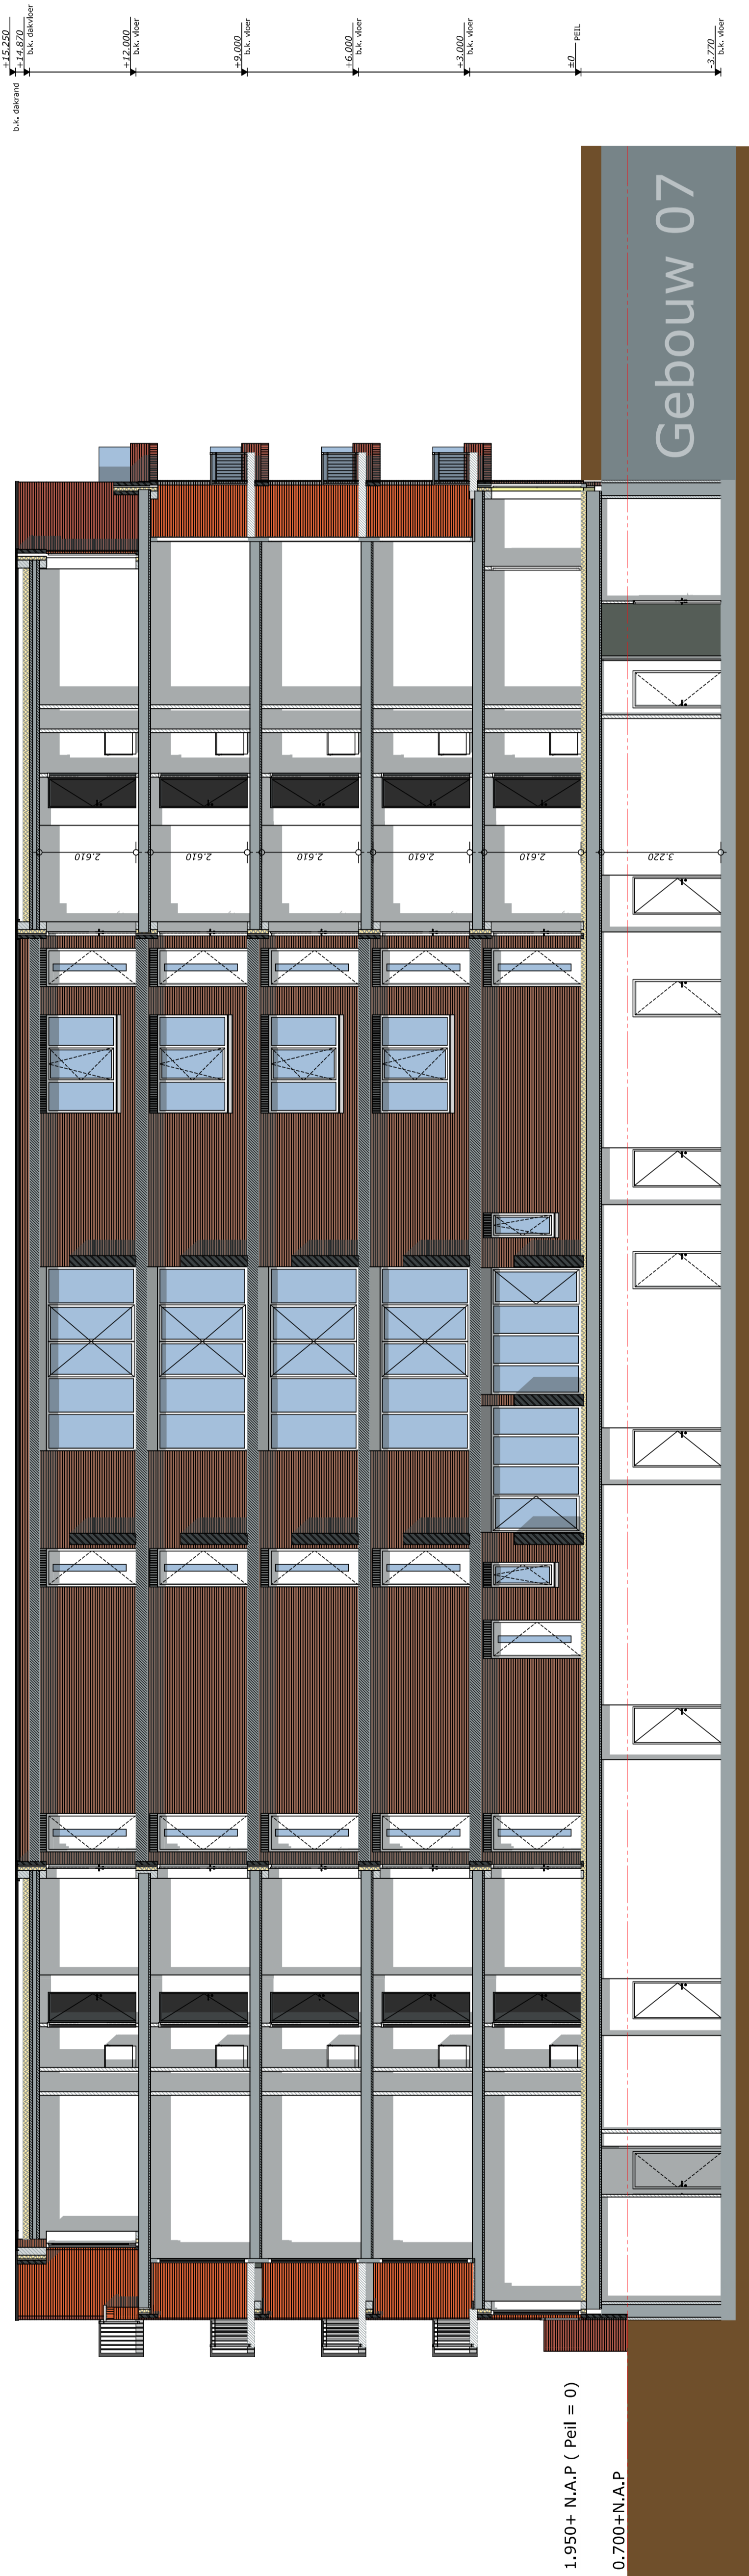 +15.250
b.k. dakrand
+14.870
b.k. dakvloer
+12.000
b.k. vloer
+9.000
b.k. vloer
+6.000
b.k. vloer
+3.000
b.k. vloer
±0
PEIL
-3.770
b.k. vloer
Gebouw 07
2.610
2.610
2.610
2.610
2.610
3.220
1.950+ N.A.P ( Peil = 0)
0.700+N.A.P